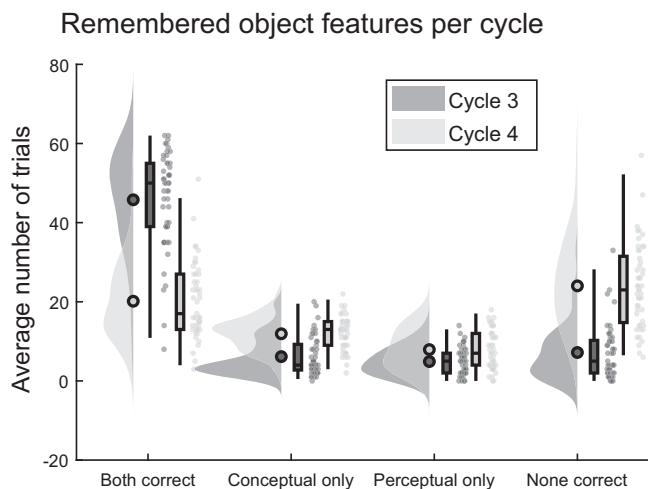 Remembered object features per cycle
Average number of trials
80
60
40
20
0
-20
Cycle 3
Cycle 4
Both correct
Conceptual only
Perceptual only
None correct